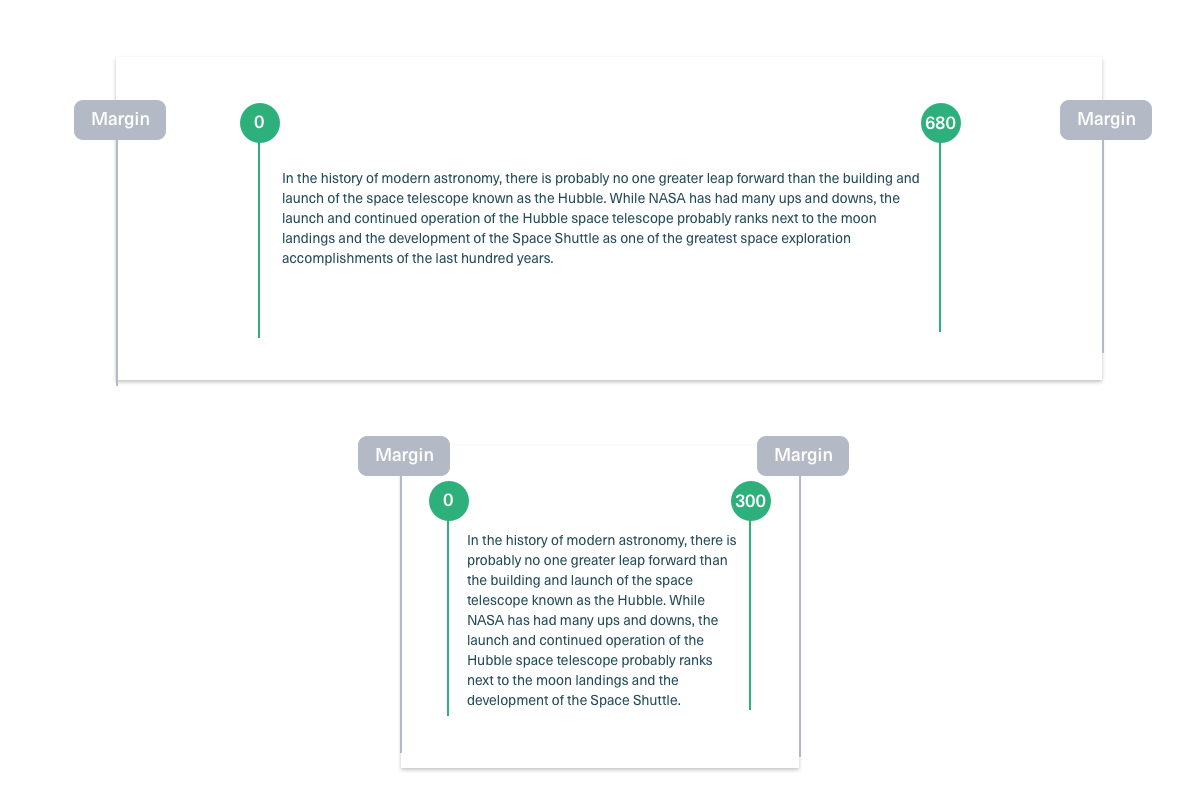 Margin
0
680
Margin
In the history of modern astronomy, there is probably no one greater leap forward than the building and
launch of the space telescope known as the Hubble. While NASA has had many ups and downs, the
launch and continued operation of the Hubble space telescope probably ranks next to the moon
landings and the development of the Space Shuttle as one of the greatest space exploration
accomplishments of the last hundred years.
Margin
Margin
0
300
In the history of modern astronomy, there is
probably no one greater leap forward than
the building and launch of the space
telescope known as the Hubble. While
NASA has had many ups and downs, the
launch and continued operation of the
Hubble space telescope probably ranks
next to the moon landings and the
development of the Space Shuttle.